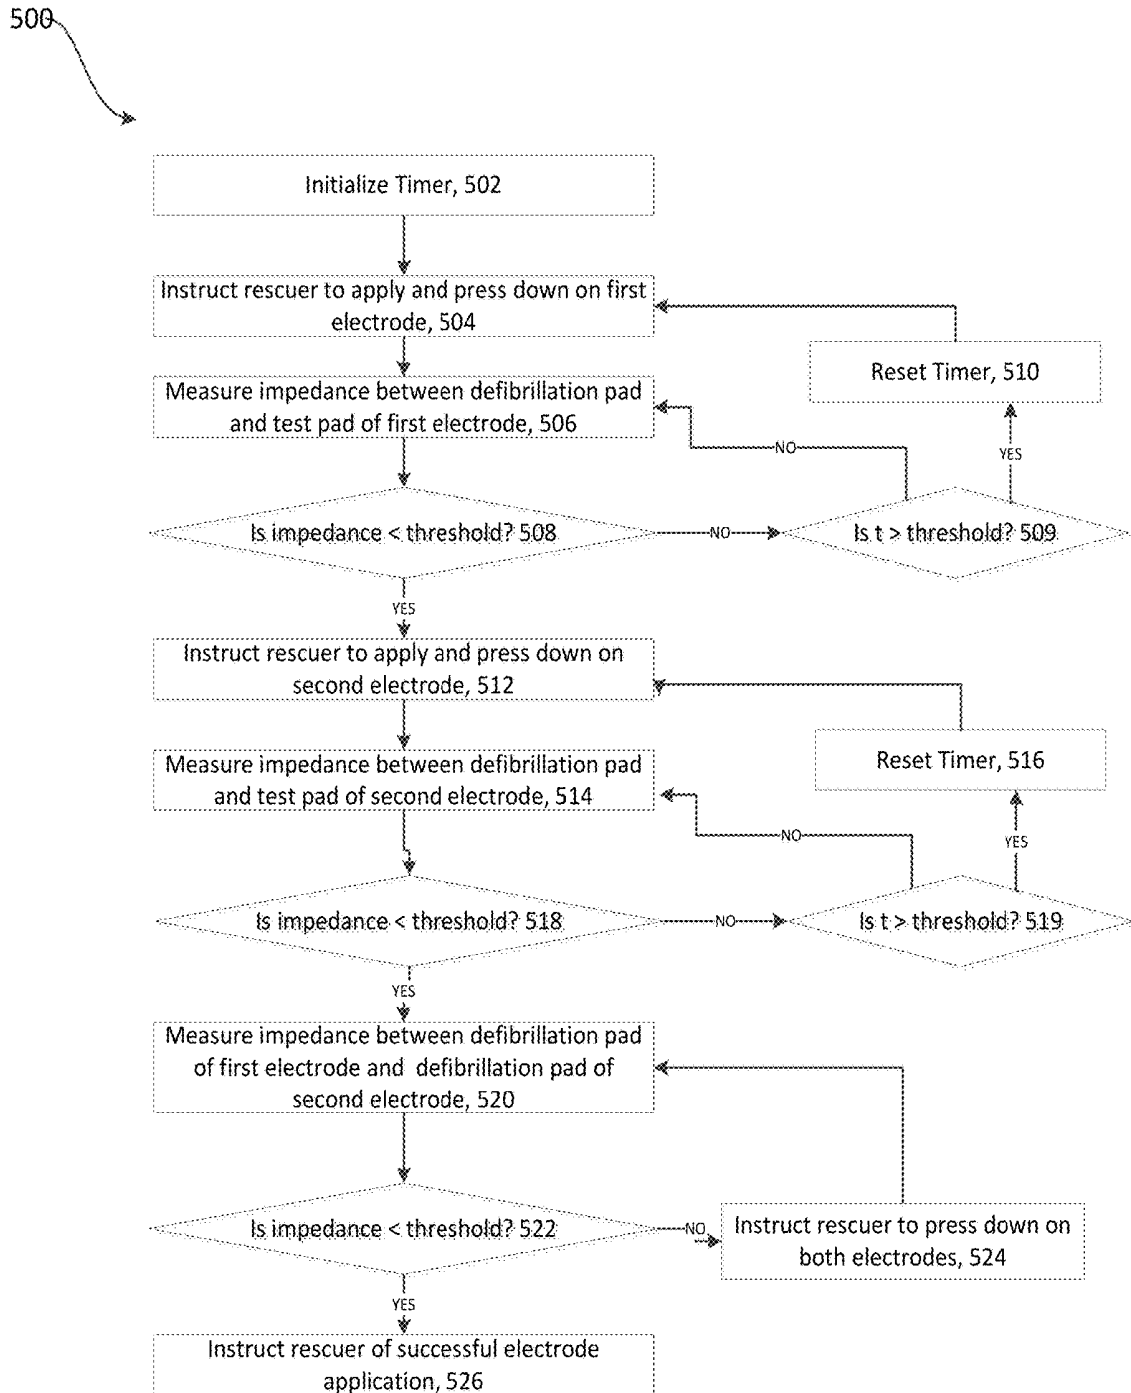 500
Initialize Timer, 502
Instruct rescuer to apply and press down on first
electrode, 504
Reset Timer, 510
Measure impedance between defibrillation pad
and test pad of first electrode, 506
NO
YES
Is impedance < threshold? 508
NO
Is t > threshold? 509
YES
Instruct rescuer to apply and press down on
second electrode, 512
Reset Timer, 516
Measure impedance between defibrillation pad
and test pad of second electrode, 514
NO
YES
Is impedance < threshold? 518
NO
Is t > threshold? 519
YES
Measure impedance between defibrillation pad
of first electrode and defibrillation pad of
second electrode, 520
Is impedance < threshold? 522
NO
Instruct rescuer to press down on
both electrodes, 524
YES
Instruct rescuer of successful electrode
application, 526